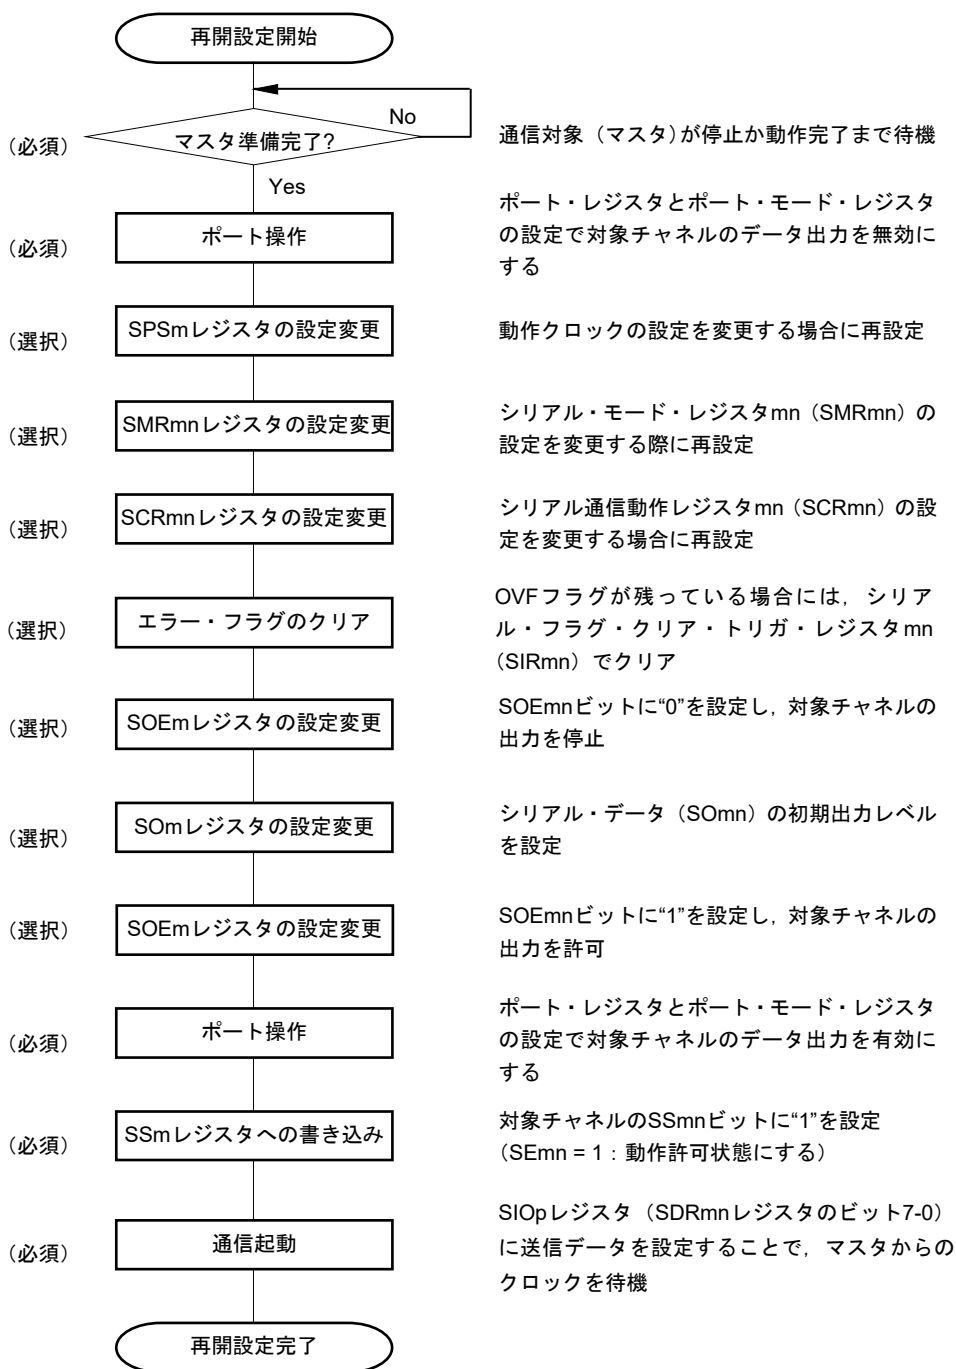 再開設定開始
No
(必須)
マスタ準備完了?
通信対象(マスタ)が停止か動作完了まで待機
Yes
(必須)
ポート操作
ポート・レジスタとポート・モード・レジスタ
の設定で対象チャネルのデータ出力を無効に
する
(選択)
SPSmレジスタの設定変更
動作クロックの設定を変更する場合に再設定
(選択)
SMRmnレジスタの設定変更
シリアル・モード・レジスタmn(SMRmn)の
設定を変更する際に再設定
(選択)
SCRmnレジスタの設定変更
シリアル通信動作レジスタmn(SCRmn)の設
定を変更する場合に再設定
(選択)
エラー・フラグのクリア
OVFフラグが残っている場合には,シリア
ル・フラグ・クリア・トリガ・レジスタmn
(SIRmn)でクリア
(選択)
SOEmレジスタの設定変更
SOEmnビットに“0”を設定し,対象チャネルの
出力を停止
(選択)
SOmレジスタの設定変更
シリアル・データ(SOmn)の初期出力レベル
を設定
(選択)
SOEmレジスタの設定変更
SOEmnビットに“1”を設定し,対象チャネルの
出力を許可
(必須)
ポート操作
ポート・レジスタとポート・モード・レジスタ
の設定で対象チャネルのデータ出力を有効に
する
(必須)
SSmレジスタへの書き込み
対象チャネルのSSmnビットに“1”を設定
(SEmn = 1:動作許可状態にする)
(必須)
通信起動
SIOpレジスタ(SDRmnレジスタのビット7-0)
に送信データを設定することで,マスタからの
クロックを待機
再開設定完了